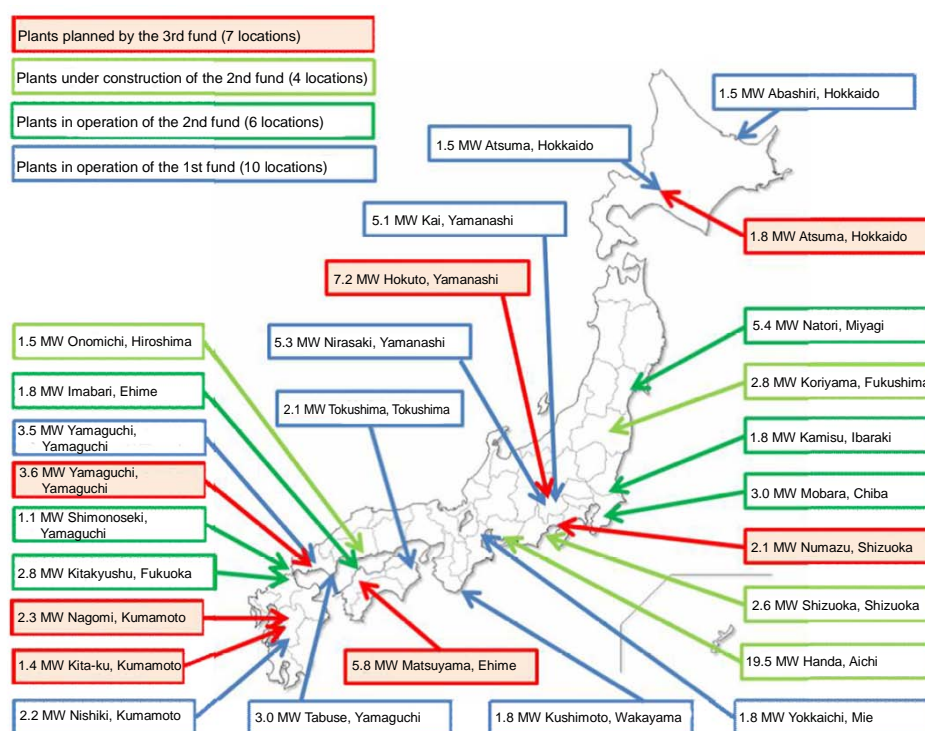 Plants planned by the 3rd fund (7 locations)
Plants under construction of the 2nd fund (4 locations)
Plants in operation of the 2nd fund (6 locations)
Plants in operation of the 1st fund (10 locations)
1.5 MW Abashiri, Hokkaido
1.5 MW Atsuma, Hokkaido
5.1 MW Kai, Yamanashi
1.8 MW Atsuma, Hokkaido
7.2 MW Hokuto, Yamanashi
1.5 MW Onomichi, Hiroshima
5.3 MW Nirasaki, Yamanashi
5.4 MW Natori, Miyagi
1.8 MW Imabari, Ehime
2.8 MW Koriyama, Fukushima
2.1 MW Tokushima, Tokushima
3.5 MW Yamaguchi,
Yamaguchi
1.8 MW Kamisu, Ibaraki
3.6 MW Yamaguchi,
Yamaguchi
3.0 MW Mobara, Chiba
1.1 MW Shimonoseki,
Yamaguchi
2.1 MW Numazu, Shizuoka
2.8 MW Kitakyushu, Fukuoka
2.6 MW Shizuoka, Shizuoka
2.3 MW Nagomi, Kumamoto
19.5 MW Handa, Aichi
1.4 MW Kita-ku, Kumamoto
5.8 MW Matsuyama, Ehime
2.2 MW Nishiki, Kumamoto
3.0 MW Tabuse, Yamaguchi
1.8 MW Kushimoto, Wakayama
1.8 MW Yokkaichi, Mie